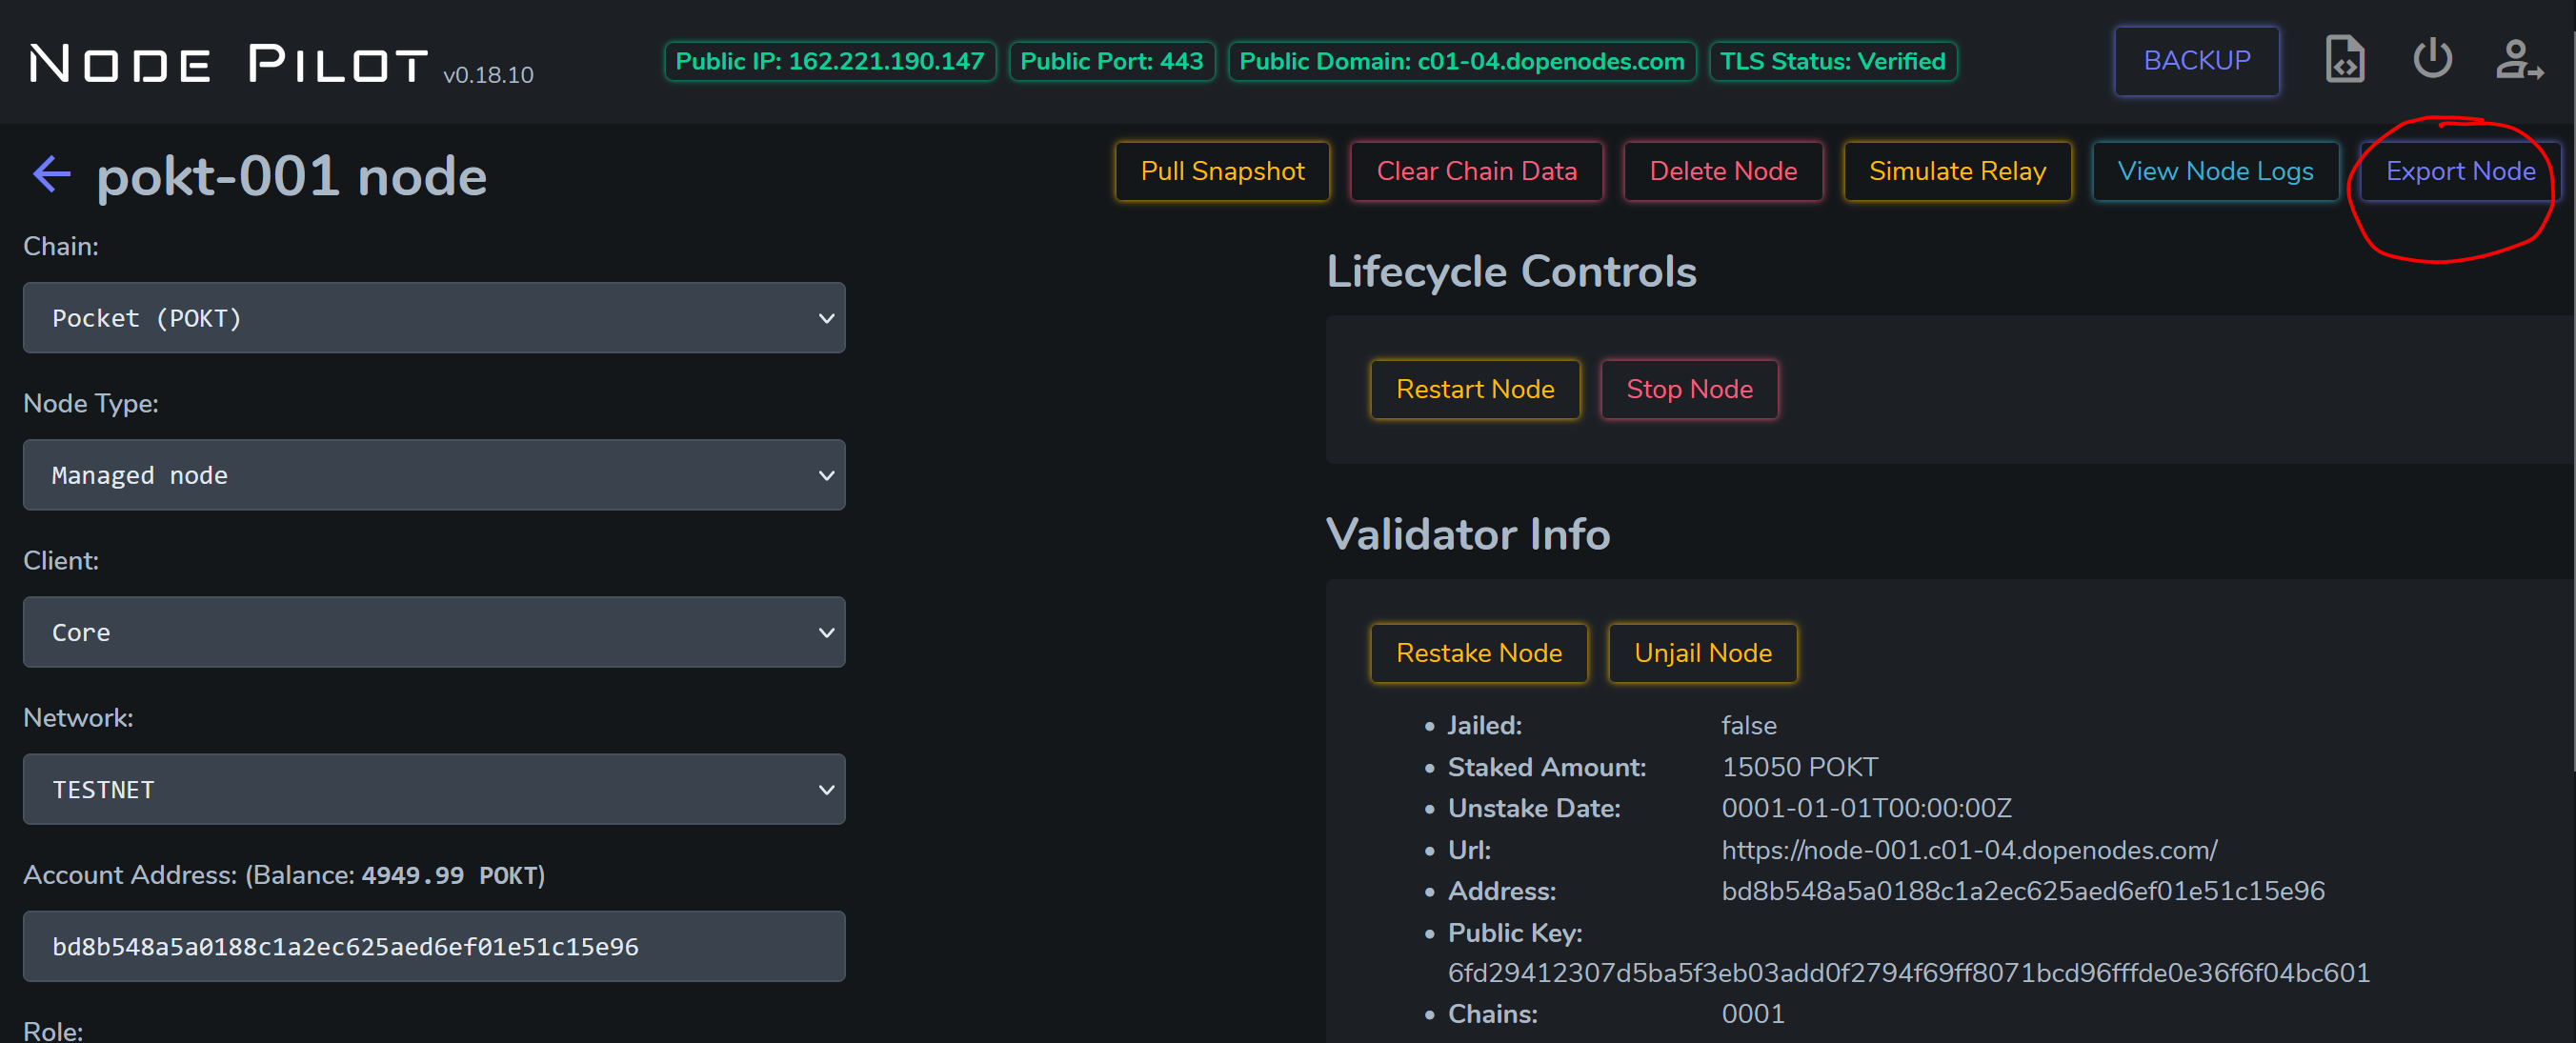 NODE PILOT v0.18.10
Public IP: 162.221.190.147
Public Port: 443
Public Domain: c01-04.dopenodes.com
TLS Status: Verified
BACKUP
pokt-001 node
Pull Snapshot
Clear Chain Data
Delete Node
Simulate Relay
View Node Logs
Export Node
Chain:
Pocket (POKT)
Node Type:
Managed node
Client:
Core
Network:
TESTNET
Account Address: (Balance: 4949.99 POKT)
bd8b548a5a0188c1a2ec625aed6ef01e51c15e96
Role:
Lifecycle Controls
Restart Node
Stop Node
Validator Info
Restake Node
Unjail Node
• Jailed: false
• Staked Amount: 15050 POKT
• Unstake Date: 0001-01-01T00:00:00Z
• Url: https://node-001.c01-04.dopenodes.com/
• Address: bd8b548a5a0188c1a2ec625aed6ef01e51c15e96
• Public Key:
6fd29412307d5ba5f3eb03add0f2794f69ff8071bcd96fffde0e36f6f04bc601
• Chains: 0001